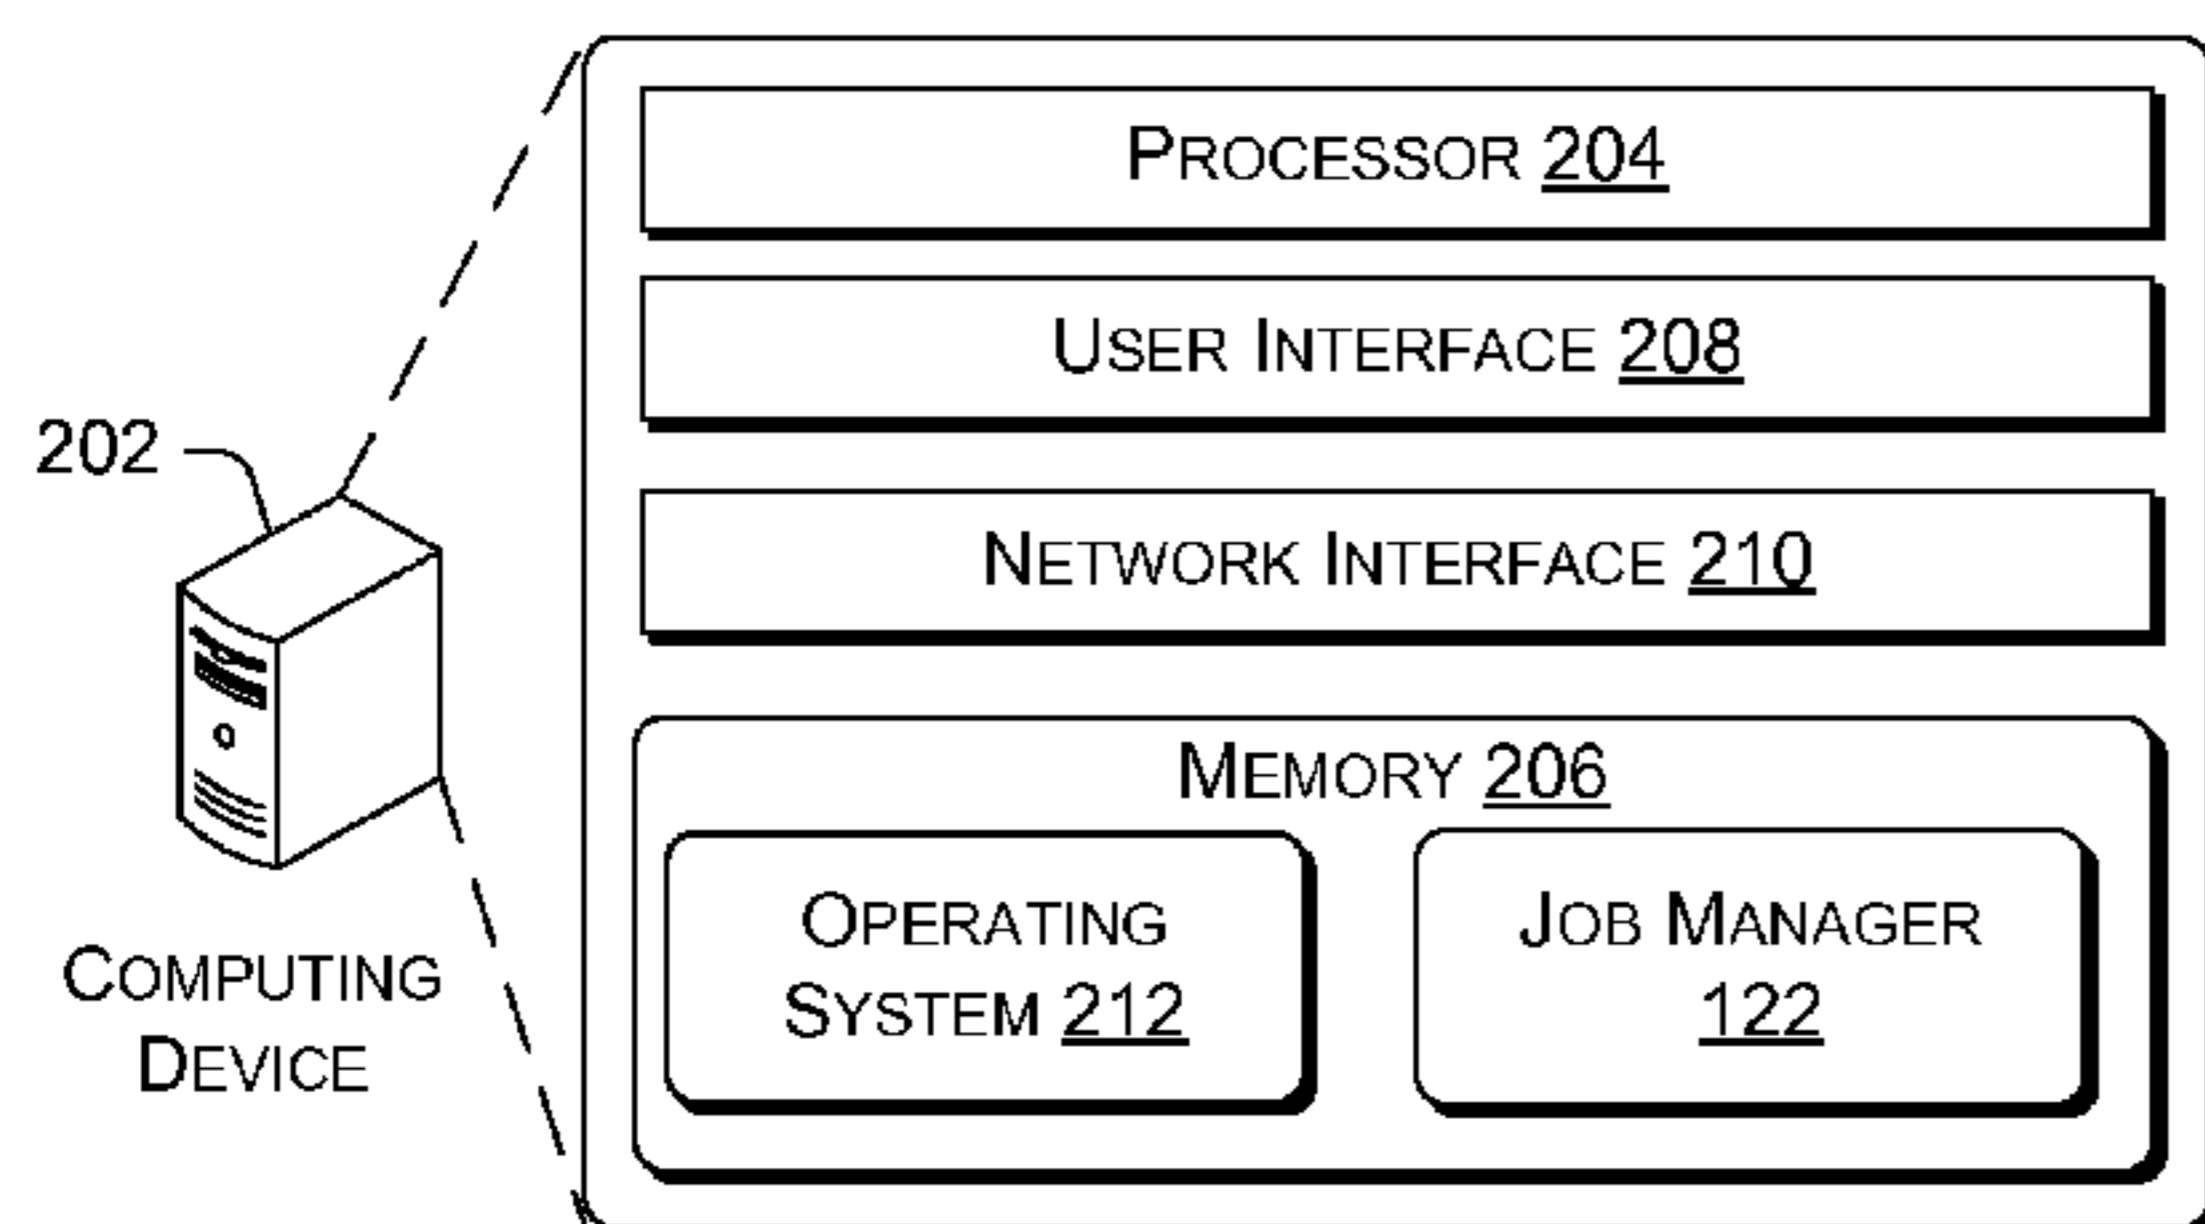 PROCESSOR 204
USER INTERFACE 208
202
NETWORK INTERFACE 210
MEMORY 206
OPERATING
SYSTEM 212
JOB MANAGER
122
COMPUTING
DEVICE